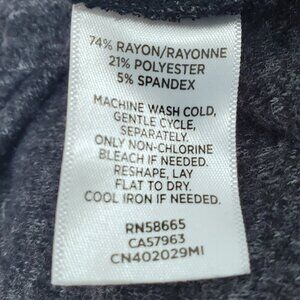 74% RAYON/RAYONNE
21% POLYESTER
5% SPANDEX
MACHINE WASH COLD,
GENTLE CYCLE,
SEPARATELY.
ONLY NON-CHLORINE
BLEACH IF NEEDED.
RESHAPE, LAY
FLAT TO DRY.
COOL IRON IF NEEDED.
RN58665
CA57963
CN402029MI